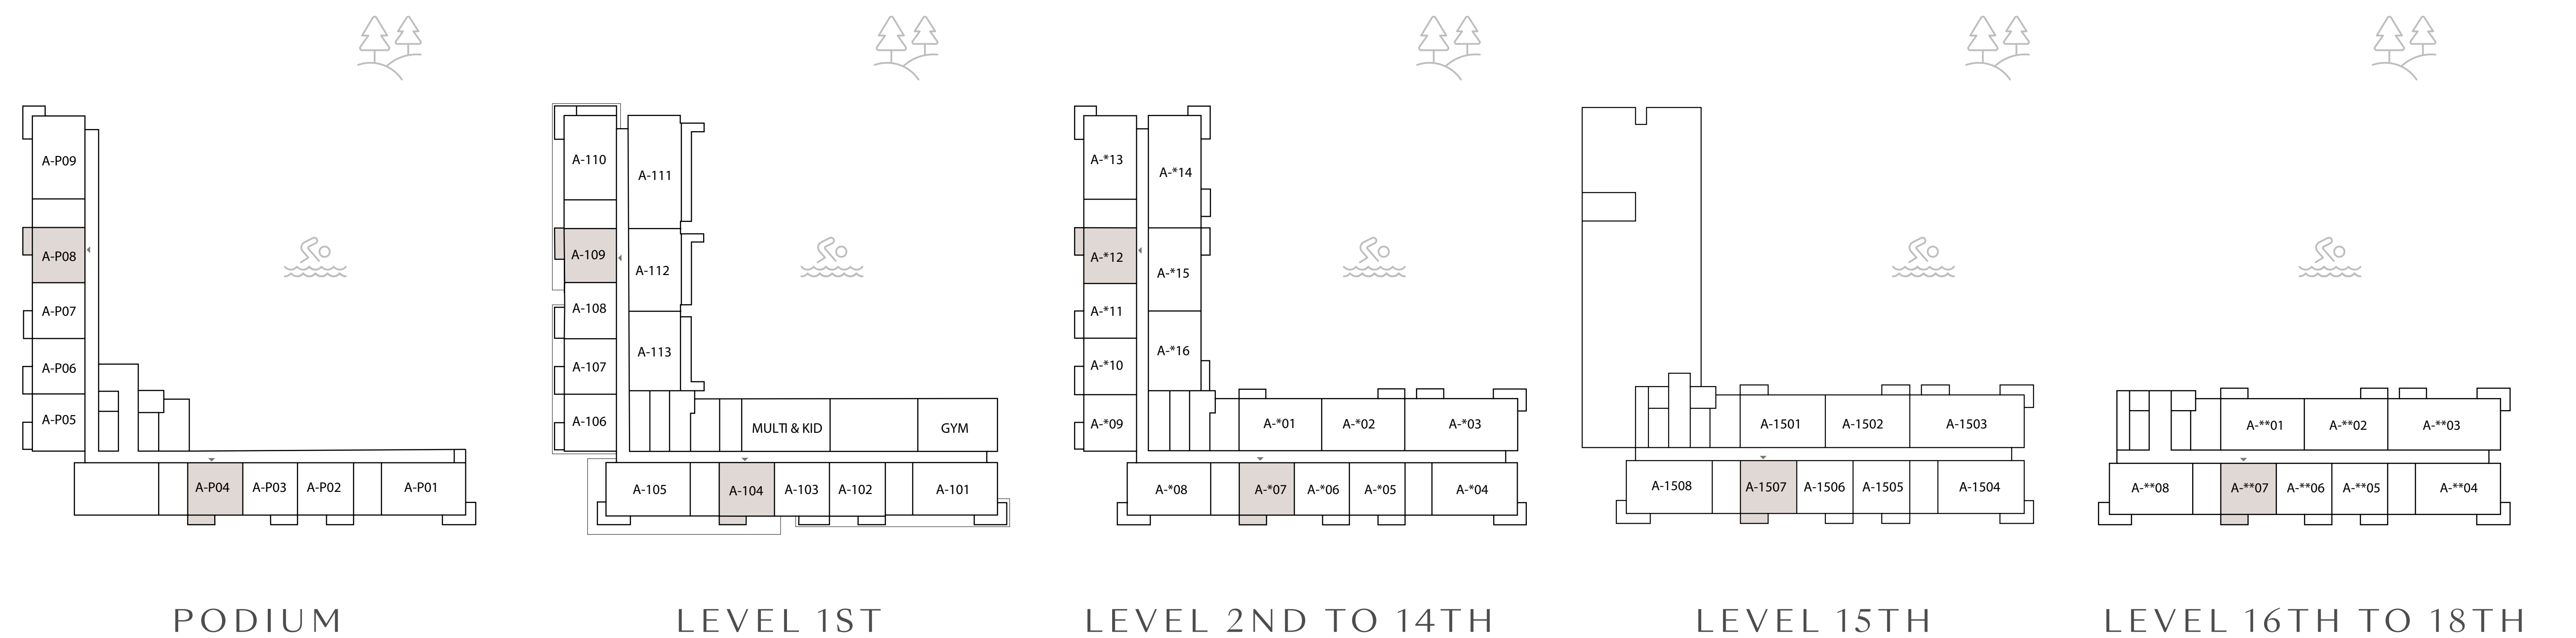 A-P09
A-P08
A-P07
A-P06
A-P05
A-P04 A-P03 A-P02 A-P01
PODIUM
A-110
A-111
A-109
A-112
A-108
A-113
A-107
A-106
MULTI & KID GYM
A-105 A-104 A-103 A-102 A-101
LEVEL 1ST
A-*13
A-*14
A-*12
A-*15
A-*11
A-*16
A-*10
A-*09
A-*01 A-*02 A-*03
A-*08 A-*07 A-*06 A-*05 A-*04
LEVEL 2ND TO 14TH
A-1501 A-1502 A-1503
A-1508 A-1507 A-1506 A-1505 A-1504
LEVEL 15TH
A-**01 A-**02 A-**03
A-**08 A-**07 A-**06 A-**05 A-**04
LEVEL 16TH TO 18TH